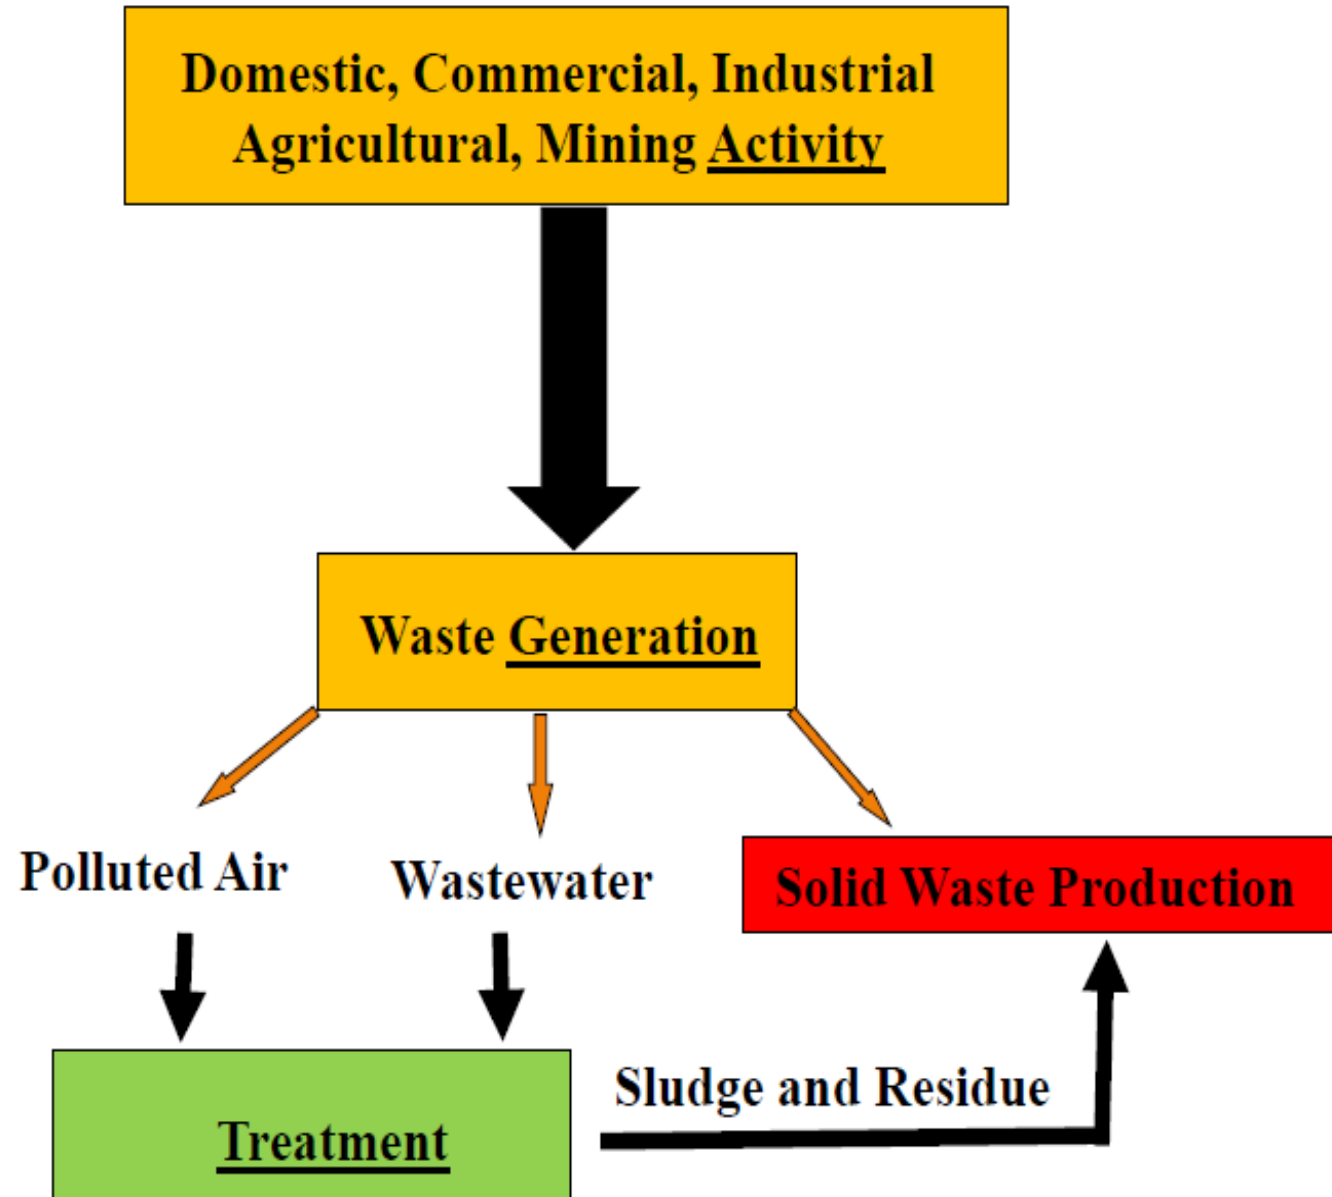 Domestic, Commercial, Industrial
Agricultural, Mining Activity
Waste Generation
Polluted Air
Wastewater
Solid Waste Production
Sludge and Residue
Treatment